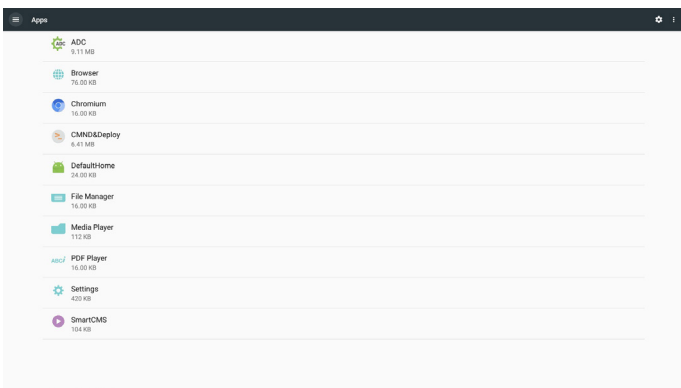 Apps
ABC
ADC
9.11 MB
Browser
76.00 KB
Chromium
16.00 KB
CMND&Deploy
6.41 MB
DefaultHome
24.00 KB
File Manager
16.00 KB
Media Player
112 KB
ABC/
PDF Player
16.00 KB
Settings
420 KB
SmartCMS
104 KB